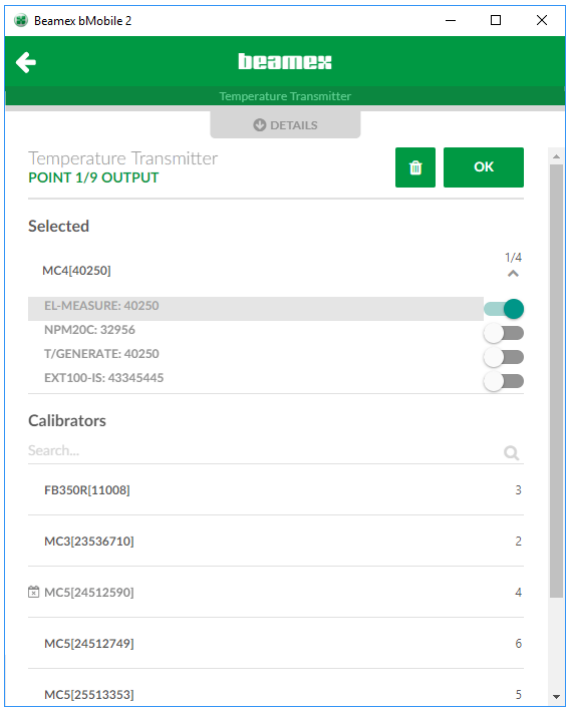 Beamex bMobile 2
beamex
Temperature Transmitter
DETAILS
Temperature Transmitter
POINT 1/9 OUTPUT
OK
Selected
1/4
MC4[40250]
EL-MEASURE: 40250
NPM20C: 32956
T/GENERATE: 40250
EXT100-IS: 43345445
Calibrators
Search...
FB350R[11008] 3
MC3[23536710] 2
MC5[24512590] 4
MC5[24512749] 6
MC5[25513353] 5